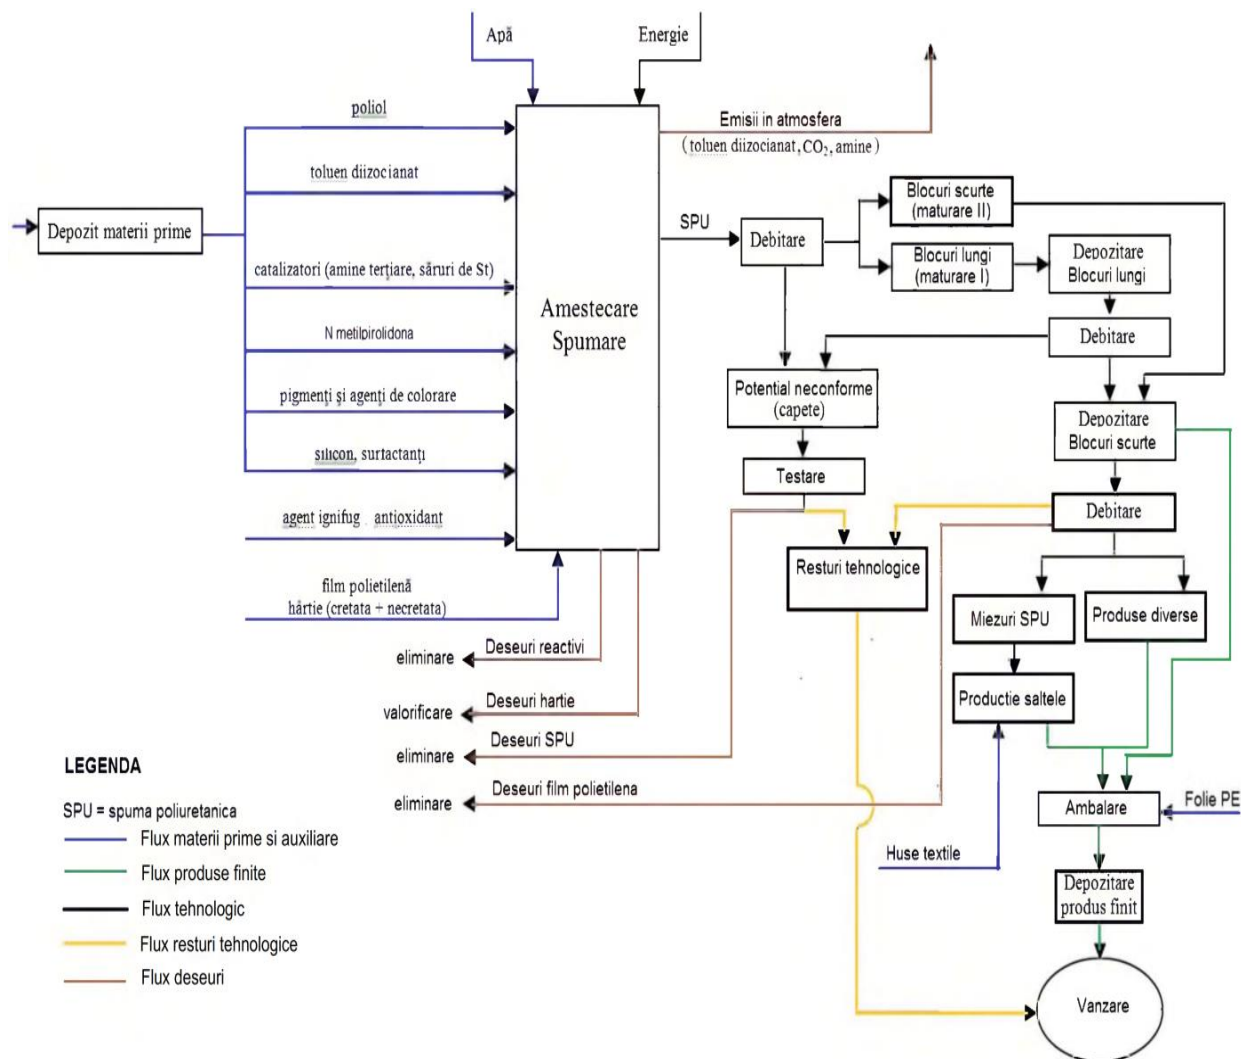 Apă
Energie
poliol
Emisii in atmosfera
(toluen diizocianat, CO₂, amine)
toluen diizocianat
Blocuri scurte
(maturare II)
SPU
Depozit materii prime
Debitare
Blocuri lungi
(maturare I)
Depozitare
Blocuri lungi
catalizatori (amine terțiare, săruri de St)
Amestecare
Spumare
N metilpirolidona
Debitare
pigmenți și agenți de colorare
Potential neconforme
(capete)
Depozitare
Blocuri scurte
silicon, surfactanți
Testare
agent ignifug antioxidant
Debitare
Resturi tehnologice
film polietilenă
hârtie (cretata + necretata)
Miezuri SPU
Produse diverse
Deseuri reactivi
eliminare
Productie saltele
Deseuri hartie
valorificare
Deseuri SPU
eliminare
Deseuri film polietilena
eliminare
Ambalare
Folie PE
Huse textile
Depozitare
produs finit
Vanzare
LEGENDA
SPU = spuma poliuretanica
Flux materii prime si auxiliare
Flux produse finite
Flux tehnologic
Flux resturi tehnologice
Flux deseuri